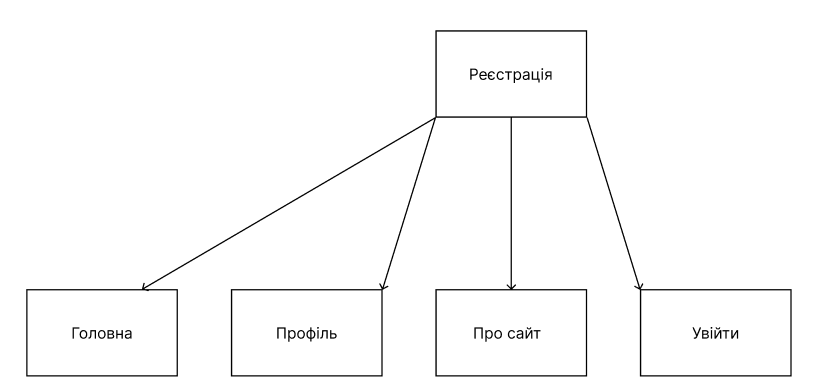 Реєстрація
Головна
Профіль
Про сайт
Увійти